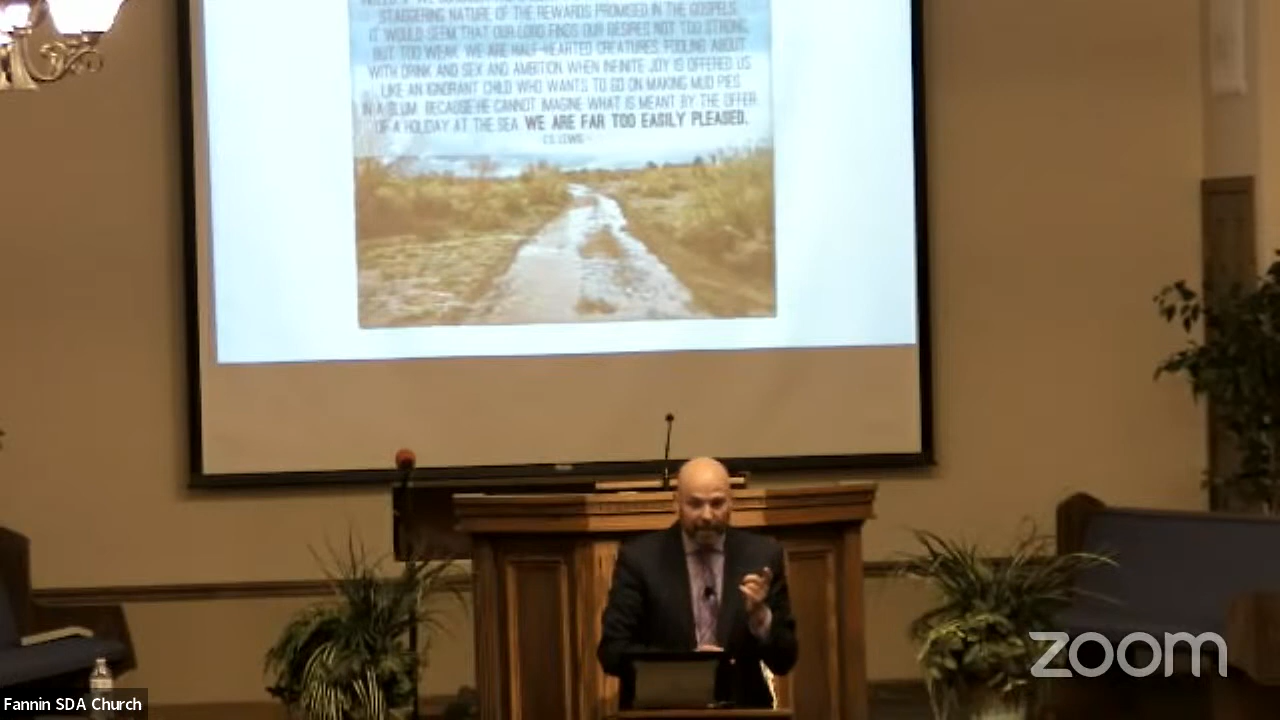 STAGGERING NATURE OF THE REWARDS PROMISED IN THE GOSPELS,
IT WOULD SEEM THAT OUR LORD FINDS OUR DESIRES NOT TOO STRONG,
BUT TOO WEAK. WE ARE HALF-HEARTED CREATURES, FOOLING ABOUT
WITH DRINK AND SEX AND AMBITION WHEN INFINITE JOY IS OFFERED US,
LIKE AN IGNORANT CHILD WHO WANTS TO GO ON MAKING MUD PIES
IN A SLUM BECAUSE HE CANNOT IMAGINE WHAT IS MEANT BY THE OFFER
OF A HOLIDAY AT THE SEA. WE ARE FAR TOO EASILY PLEASED.
C.S. LEWIS
zoom
Fannin SDA Church